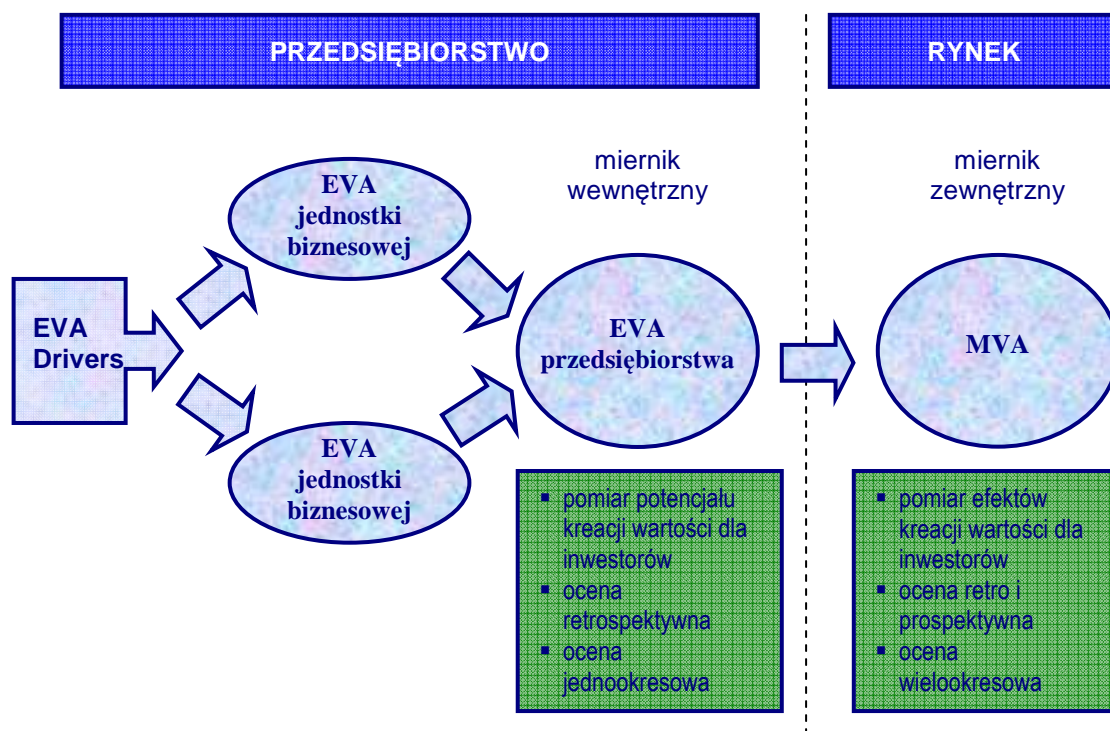 PRZEDSIĘBIORSTWO
RYNEK
miernik
wewnętrzny
miernik
zewnętrzny
EVA
jednostki
biznesowej
EVA
Drivers
EVA
przedsiębiorstwa
MVA
EVA
jednostki
biznesowej
▪ pomiar potencjału
kreacji wartości dla
inwestorów
▪ ocena
retrospektywna
▪ ocena
jednookresowa
▪ pomiar efektów
kreacji wartości dla
inwestorów
▪ ocena retro i
prospektywna
▪ ocena
wielookresowa